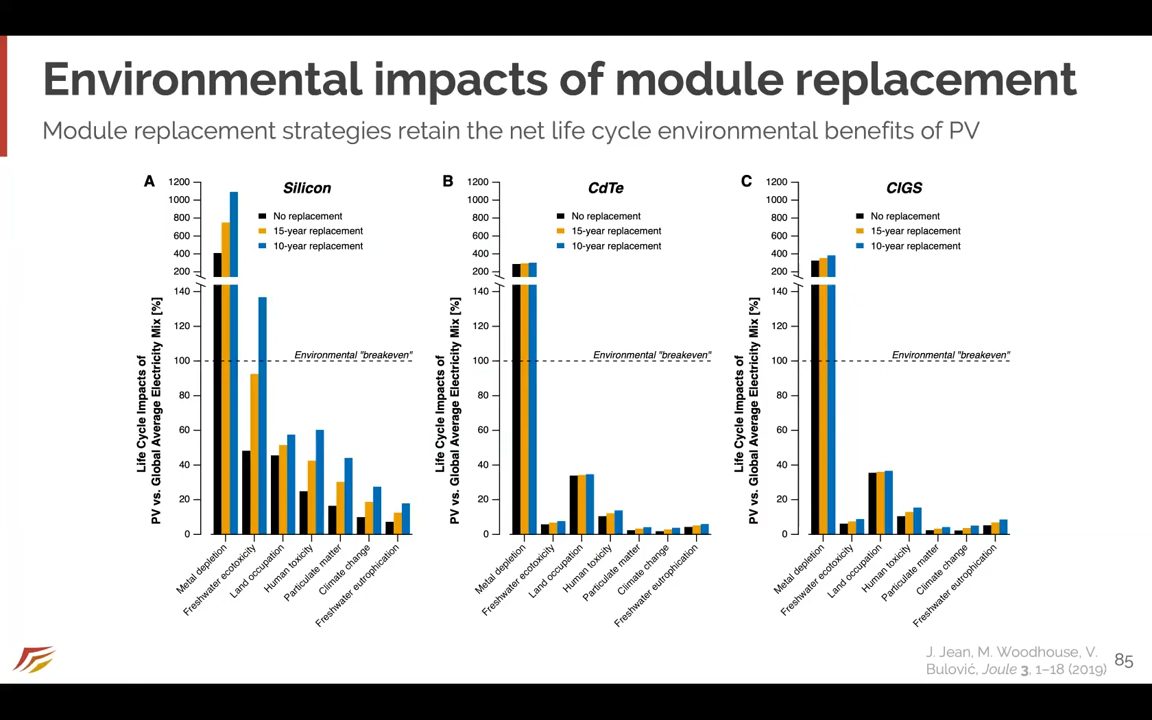 Environmental impacts of module replacement
Module replacement strategies retain the net life cycle environmental benefits of PV
A
Silicon
No replacement
15-year replacement
10-year replacement
Life Cycle Impacts of
PV vs. Global Average Electricity Mix [%]
1200
1000
800
600
400
200
140
120
100
80
60
40
20
0
Environmental "breakeven"
Metal depletion
Freshwater ecotoxicity
Land occupation
Human toxicity
Particulate matter
Climate change
Freshwater eutrophication
B
CdTe
No replacement
15-year replacement
10-year replacement
Life Cycle Impacts of
PV vs. Global Average Electricity Mix [%]
1200
1000
800
600
400
200
140
120
100
80
60
40
20
0
Environmental "breakeven"
Metal depletion
Freshwater ecotoxicity
Land occupation
Human toxicity
Particulate matter
Climate change
Freshwater eutrophication
C
CIGS
No replacement
15-year replacement
10-year replacement
Life Cycle Impacts of
PV vs. Global Average Electricity Mix [%]
1200
1000
800
600
400
200
140
120
100
80
60
40
20
0
Environmental "breakeven"
Metal depletion
Freshwater ecotoxicity
Land occupation
Human toxicity
Particulate matter
Climate change
Freshwater eutrophication
J. Jean, M. Woodhouse, V.
Bulović, Joule 3, 1–18 (2019)
85